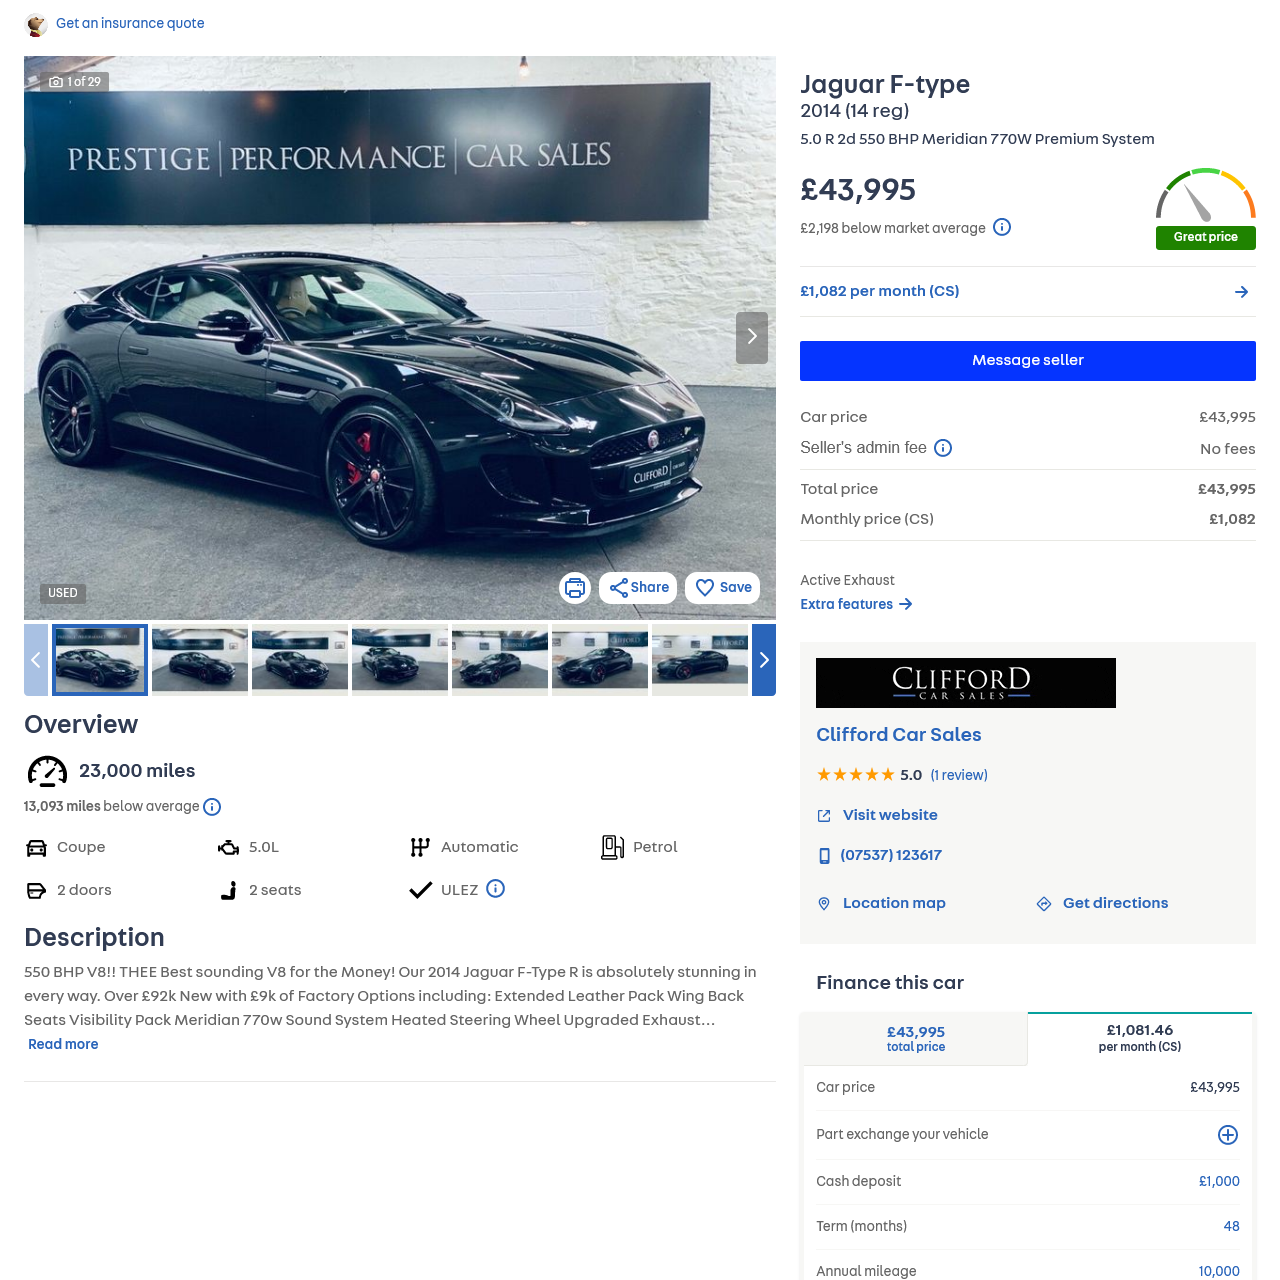 Get an insurance quote
1 of 29
PRESTIGE | PERFORMANCE | CAR SALES
CLIFFORD
USED
Share
Save
Jaguar F-type
2014 (14 reg)
5.0 R 2d 550 BHP Meridian 770W Premium System
£43,995
£2,198 below market average
Great price
£1,082 per month (CS)
Message seller
Car price £43,995
Seller's admin fee No fees
Total price £43,995
Monthly price (CS) £1,082
Active Exhaust
Extra features
CLIFFORD
CAR SALES
Clifford Car Sales
5.0 (1 review)
Visit website
(07537) 123617
Location map
Get directions
Finance this car
£43,995
total price
£1,081.46
per month (CS)
Car price £43,995
Part exchange your vehicle
Cash deposit £1,000
Term (months) 48
Annual mileage 10,000
Overview
23,000 miles
13,093 miles below average
Coupe
5.0L
Automatic
Petrol
2 doors
2 seats
ULEZ
Description
550 BHP V8!! THEE Best sounding V8 for the Money! Our 2014 Jaguar F-Type R is absolutely stunning in
every way. Over £92k New with £9k of Factory Options including: Extended Leather Pack Wing Back
Seats Visibility Pack Meridian 770w Sound System Heated Steering Wheel Upgraded Exhaust...
Read more